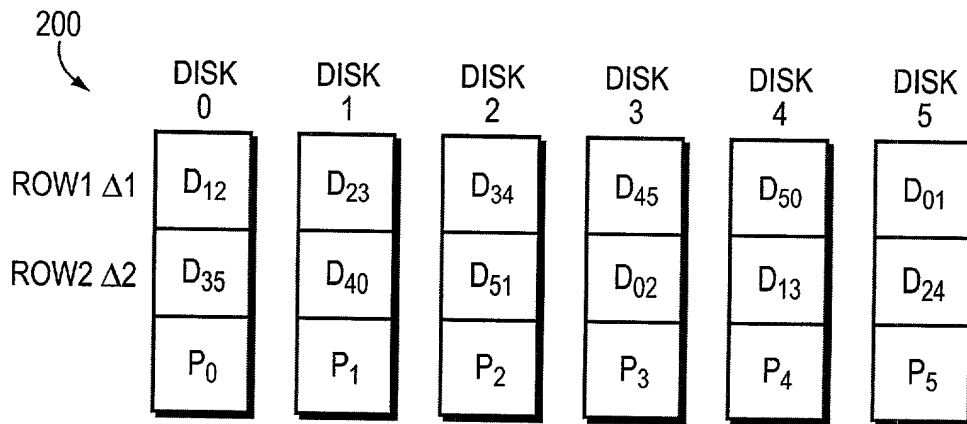 200
DISK 0 DISK 1 DISK 2 DISK 3 DISK 4 DISK 5
ROW1 Δ1 D12 D23 D34 D45 D50 D01
ROW2 Δ2 D35 D40 D51 D02 D13 D24
P0 P1 P2 P3 P4 P5